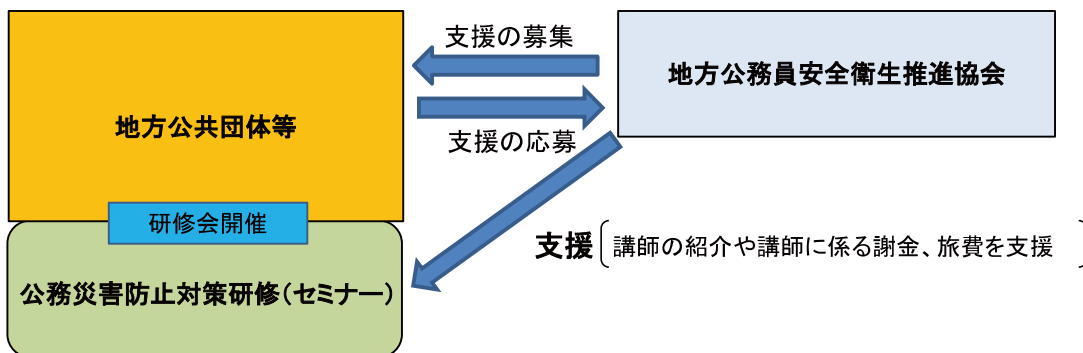 支援の募集
地方公務員安全衛生推進協会
地方公共団体等
支援の応募
研修会開催
支援
講師の紹介や講師に係る謝金、旅費を支援
公務災害防止対策研修(セミナー)